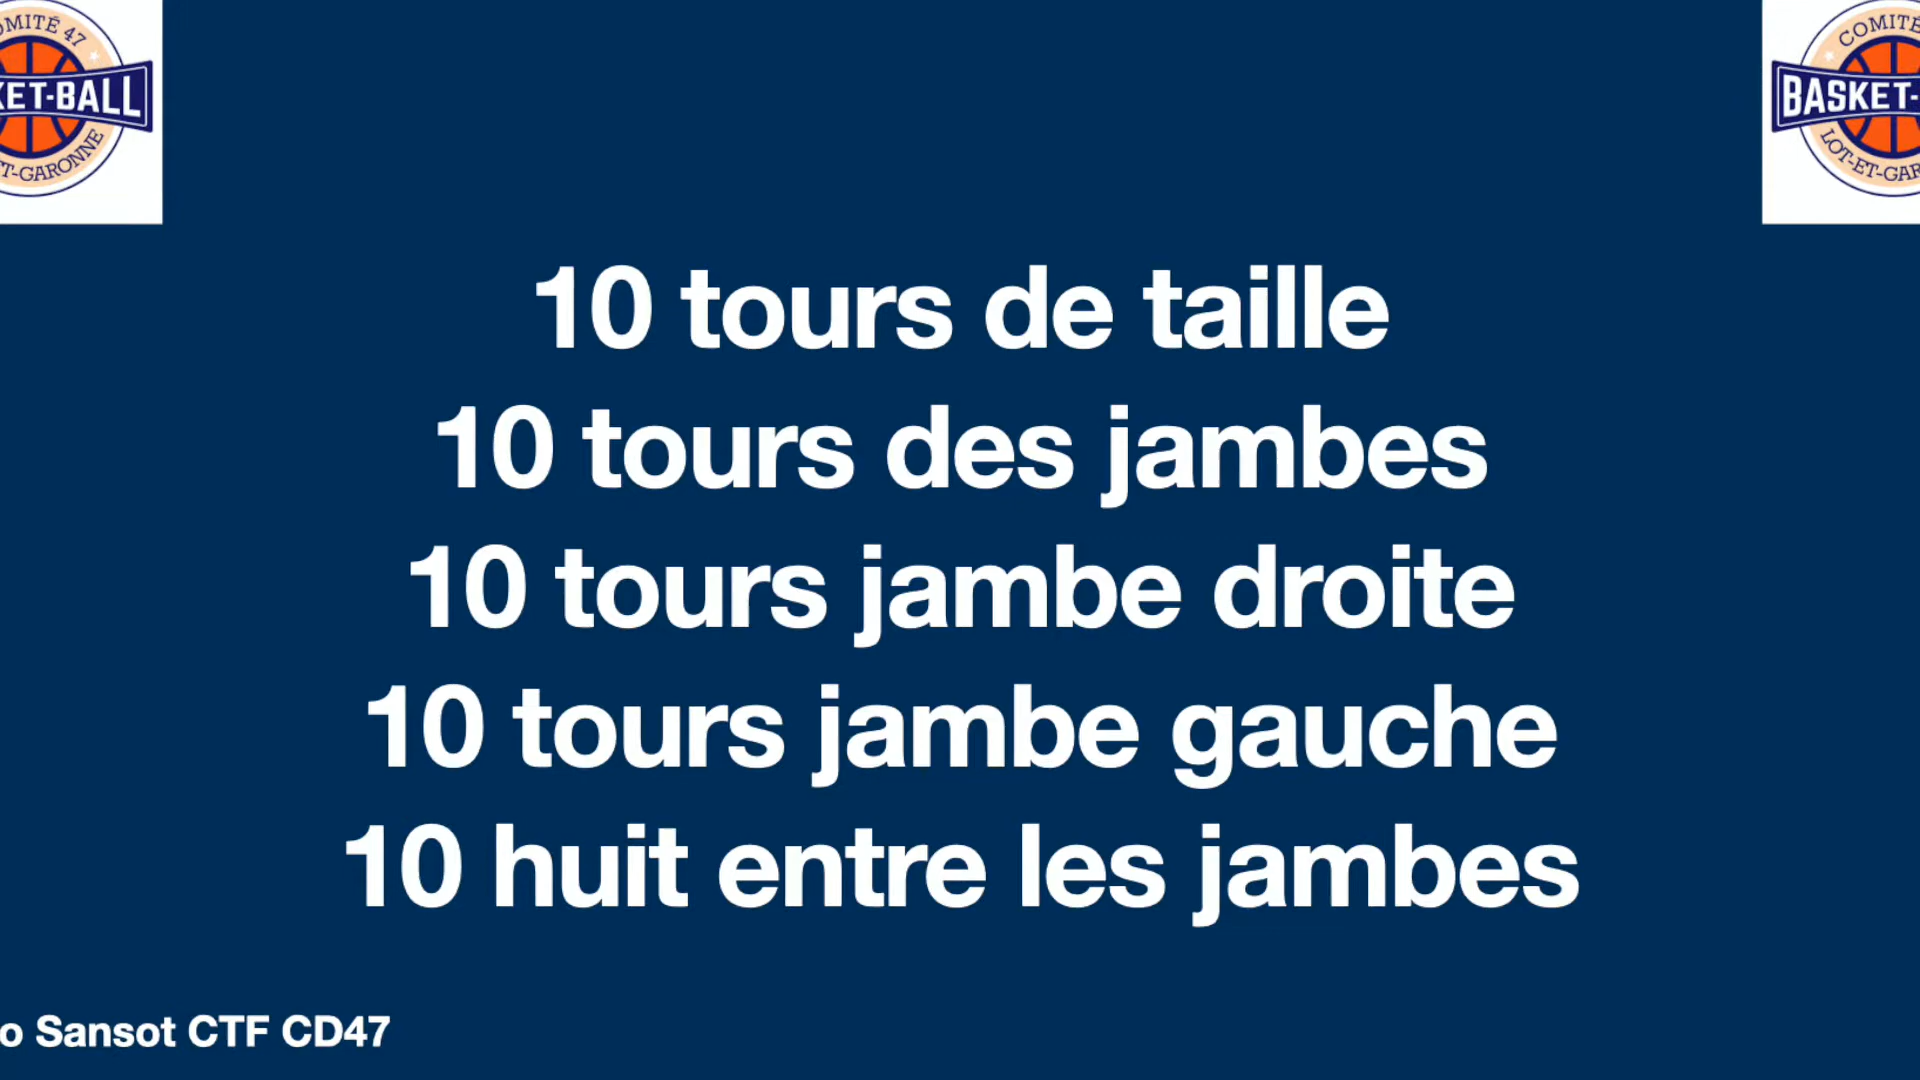 COMITÉ 47
KET-BALL
T-GARONNE
COMITÉ
BASKET-
LOT-ET-GAR
10 tours de taille
10 tours des jambes
10 tours jambe droite
10 tours jambe gauche
10 huit entre les jambes
o Sansot CTF CD47